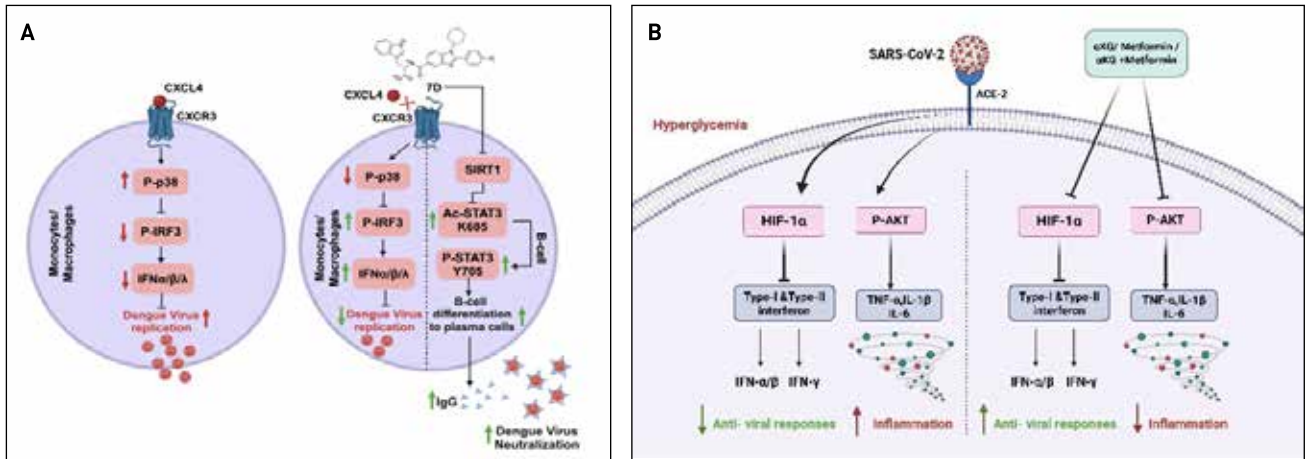 A
CXCL4
CXCR3
P-p38
P-IRF3
IFNα/β/λ
Dengue Virus
replication
Monocytes/
Macrophages
7D
CXCL4
CXCR3
P-p38
P-IRF3
IFNα/β/λ
Dengue Virus
replication
Monocytes/
Macrophages
SIRT1
Ac-STAT3
K685
P-STAT3
Y705
B-cell
B-cell
differentiation
to plasma cells
IgG
Dengue Virus
Neutralization
B
SARS-CoV-2
ACE-2
αKG/ Metformin /
αKG +Metformin
Hyperglycemia
HIF-1α
P-AKT
Type-I &Type-II
interferon
TNF-α,IL-1β
IL-6
IFN-α/β IFN-γ
Anti- viral responses
Inflammation
HIF-1α
P-AKT
Type-I &Type-II
interferon
TNF-α,IL-1β
IL-6
IFN-α/β IFN-γ
Anti- viral responses
Inflammation